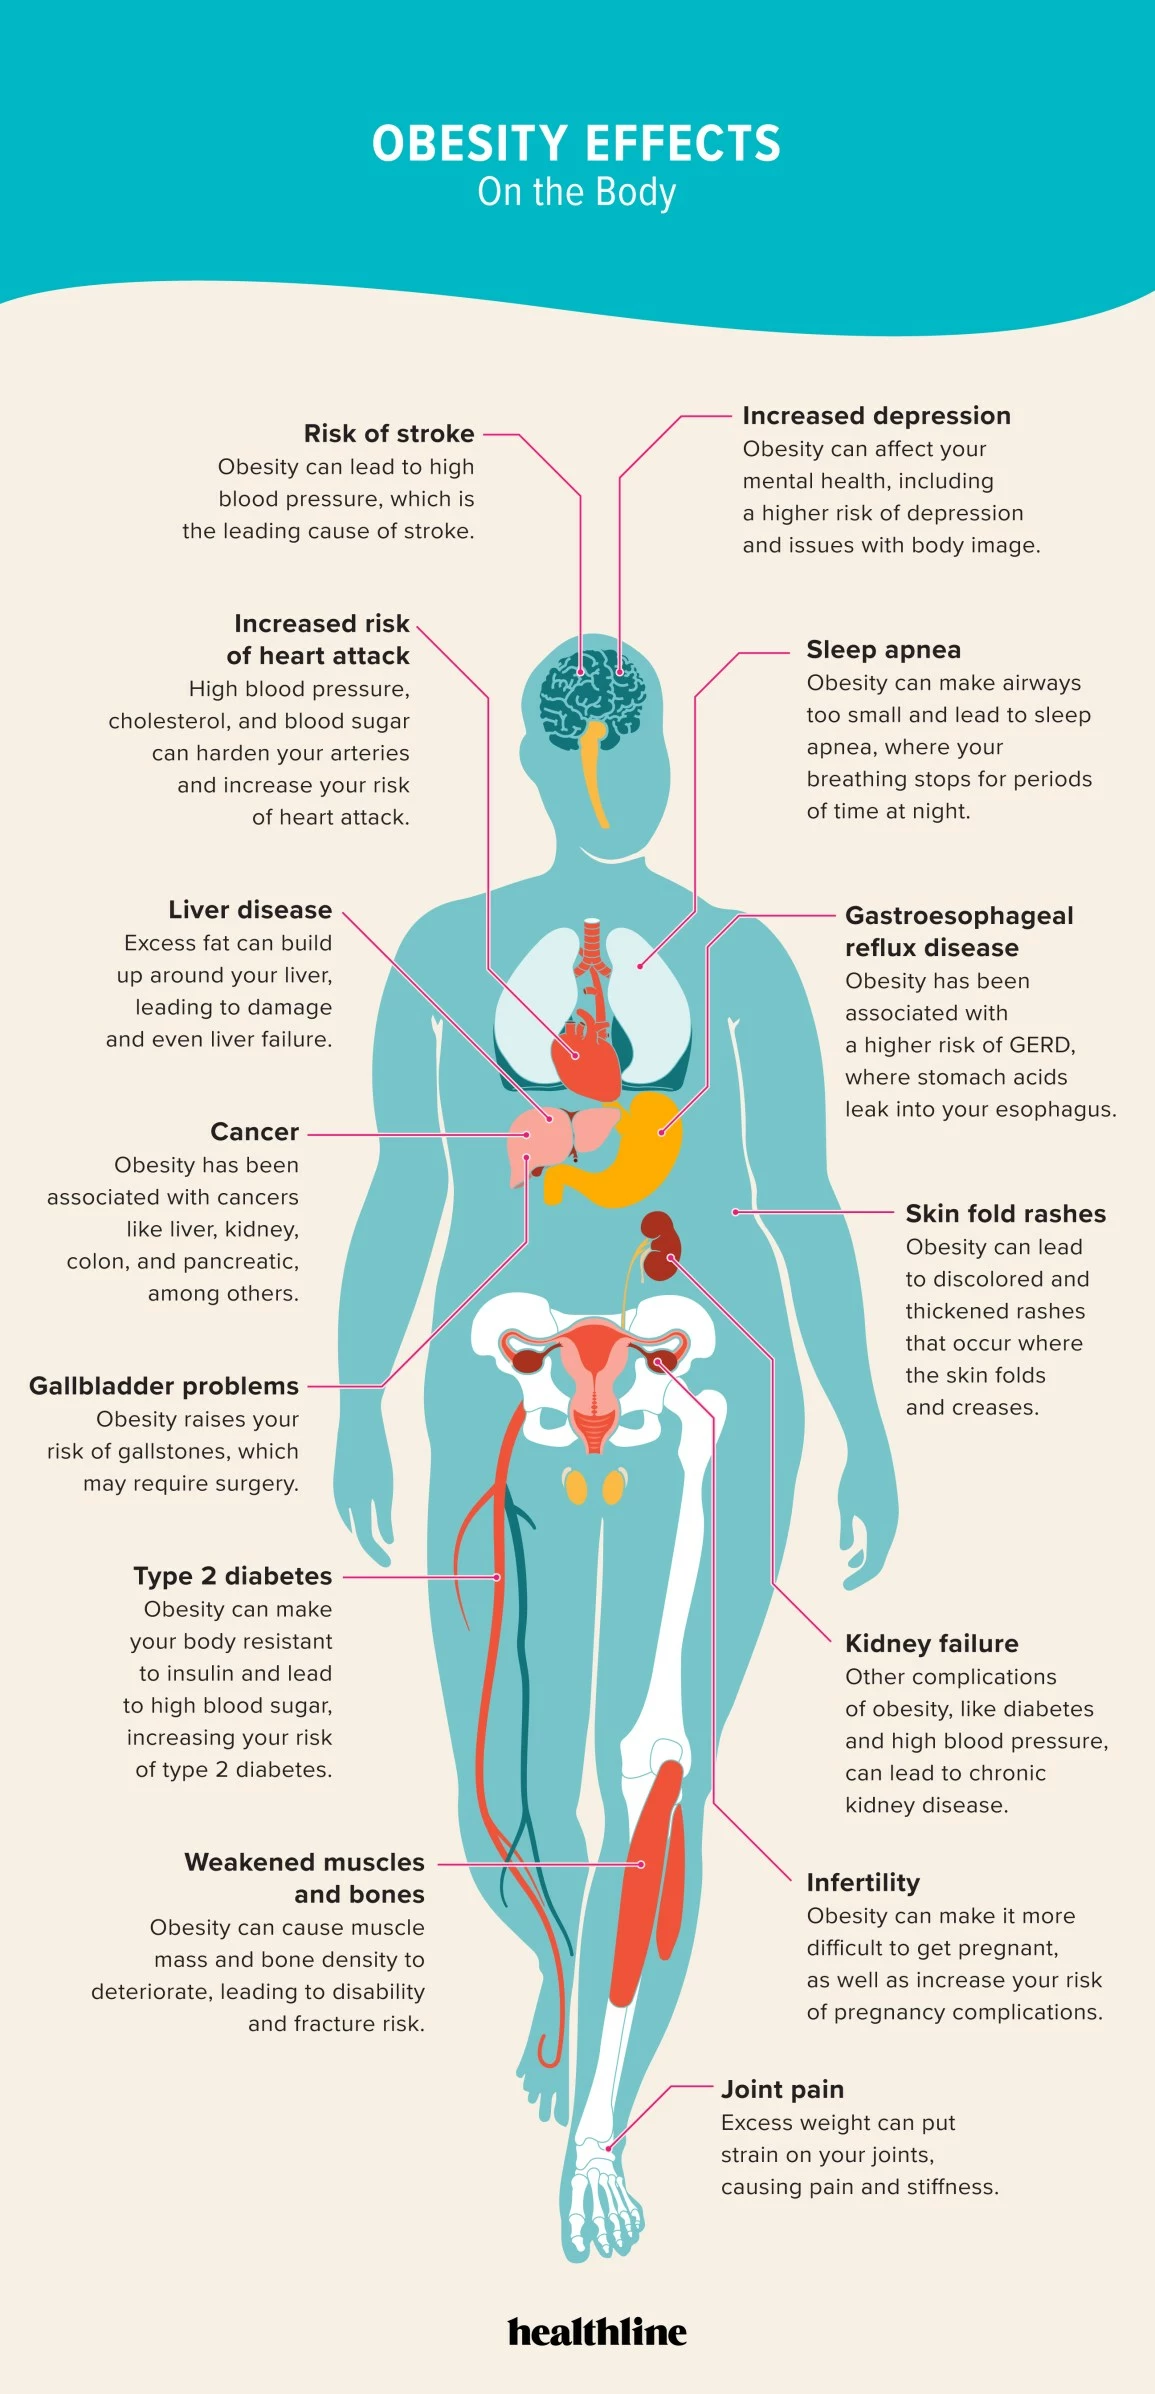 OBESITY EFFECTS
On the Body
Risk of stroke
Obesity can lead to high
blood pressure, which is
the leading cause of stroke.
Increased depression
Obesity can affect your
mental health, including
a higher risk of depression
and issues with body image.
Increased risk
of heart attack
High blood pressure,
cholesterol, and blood sugar
can harden your arteries
and increase your risk
of heart attack.
Sleep apnea
Obesity can make airways
too small and lead to sleep
apnea, where your
breathing stops for periods
of time at night.
Liver disease
Excess fat can build
up around your liver,
leading to damage
and even liver failure.
Gastroesophageal
reflux disease
Obesity has been
associated with
a higher risk of GERD,
where stomach acids
leak into your esophagus.
Cancer
Obesity has been
associated with cancers
like liver, kidney,
colon, and pancreatic,
among others.
Skin fold rashes
Obesity can lead
to discolored and
thickened rashes
that occur where
the skin folds
and creases.
Gallbladder problems
Obesity raises your
risk of gallstones, which
may require surgery.
Type 2 diabetes
Obesity can make
your body resistant
to insulin and lead
to high blood sugar,
increasing your risk
of type 2 diabetes.
Kidney failure
Other complications
of obesity, like diabetes
and high blood pressure,
can lead to chronic
kidney disease.
Weakened muscles
and bones
Obesity can cause muscle
mass and bone density to
deteriorate, leading to disability
and fracture risk.
Infertility
Obesity can make it more
difficult to get pregnant,
as well as increase your risk
of pregnancy complications.
Joint pain
Excess weight can put
strain on your joints,
causing pain and stiffness.
healthline